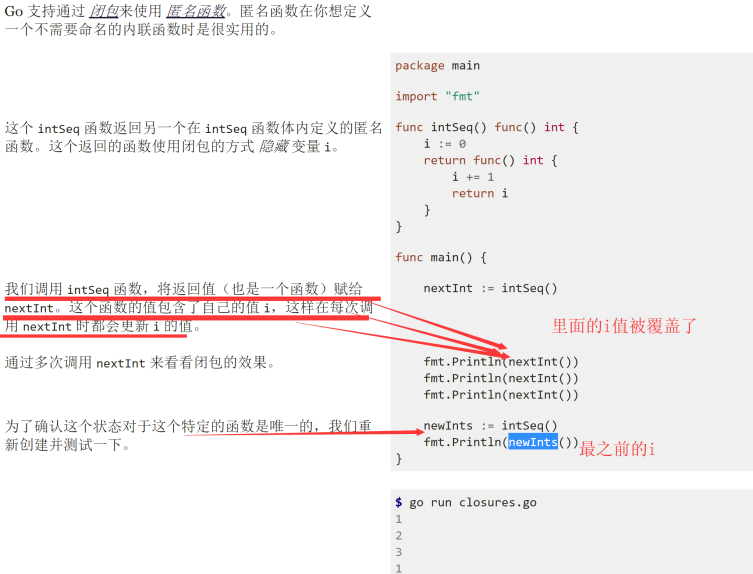 Go 支持通过 闭包来使用 匿名函数。匿名函数在你想定义
一个不需要命名的内联函数时是很实用的。
package main
import "fmt"
这个 intSeq 函数返回另一个在 intSeq 函数体内定义的匿名
函数。这个返回的函数使用闭包的方式 隐藏 变量 i。
func intSeq() func() int {
    i := 0
    return func() int {
        i += 1
        return i
    }
}
func main() {
我们调用 intSeq 函数，将返回值（也是一个函数）赋给
nextInt。这个函数的值包含了自己的值 i，这样在每次调
用 nextInt 时都会更新 i 的值。
    nextInt := intSeq()
里面的i值被覆盖了
通过多次调用 nextInt 来看看闭包的效果。
    fmt.Println(nextInt())
    fmt.Println(nextInt())
    fmt.Println(nextInt())
为了确认这个状态对于这个特定的函数是唯一的，我们重
新创建并测试一下。
    newInts := intSeq()
    fmt.Println(newInts())
最之前的i
}
$ go run closures.go
1
2
3
1